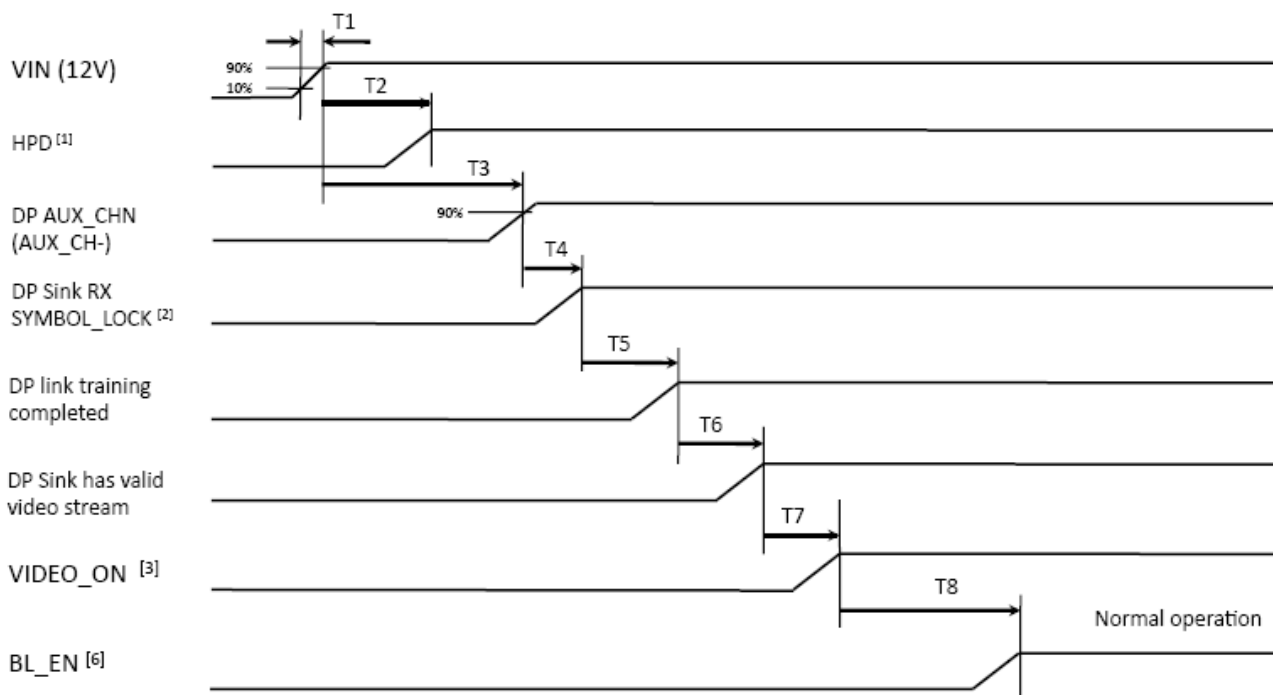 T1
VIN (12V)
90%
10%
T2
HPD [1]
T3
DP AUX_CHN
(AUX_CH-)
90%
T4
DP Sink RX
SYMBOL_LOCK [2]
T5
DP link training
completed
T6
DP Sink has valid
video stream
T7
VIDEO_ON [3]
T8
Normal operation
BL_EN [6]